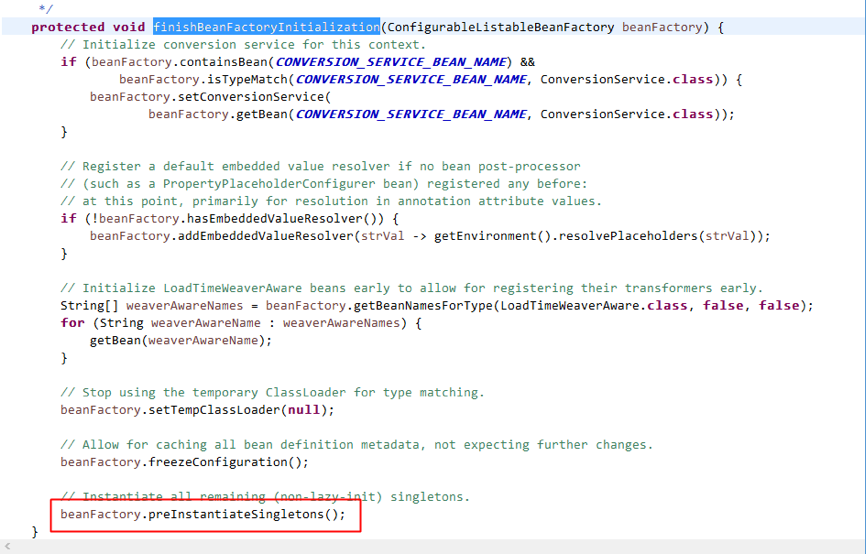 */
protected void finishBeanFactoryInitialization(ConfigurableListableBeanFactory beanFactory) {
// Initialize conversion service for this context.
if (beanFactory.containsBean(CONVERSION_SERVICE_BEAN_NAME) &&
beanFactory.isTypeMatch(CONVERSION_SERVICE_BEAN_NAME, ConversionService.class)) {
beanFactory.setConversionService(
beanFactory.getBean(CONVERSION_SERVICE_BEAN_NAME, ConversionService.class));
}
// Register a default embedded value resolver if no bean post-processor
// (such as a PropertyPlaceholderConfigurer bean) registered any before:
// at this point, primarily for resolution in annotation attribute values.
if (!beanFactory.hasEmbeddedValueResolver()) {
beanFactory.addEmbeddedValueResolver(strVal -> getEnvironment().resolvePlaceholders(strVal));
}
// Initialize LoadTimeWeaverAware beans early to allow for registering their transformers early.
String[] weaverAwareNames = beanFactory.getBeanNamesForType(LoadTimeWeaverAware.class, false, false);
for (String weaverAwareName : weaverAwareNames) {
getBean(weaverAwareName);
}
// Stop using the temporary ClassLoader for type matching.
beanFactory.setTempClassLoader(null);
// Allow for caching all bean definition metadata, not expecting further changes.
beanFactory.freezeConfiguration();
// Instantiate all remaining (non-lazy-init) singletons.
beanFactory.preInstantiateSingletons();
}